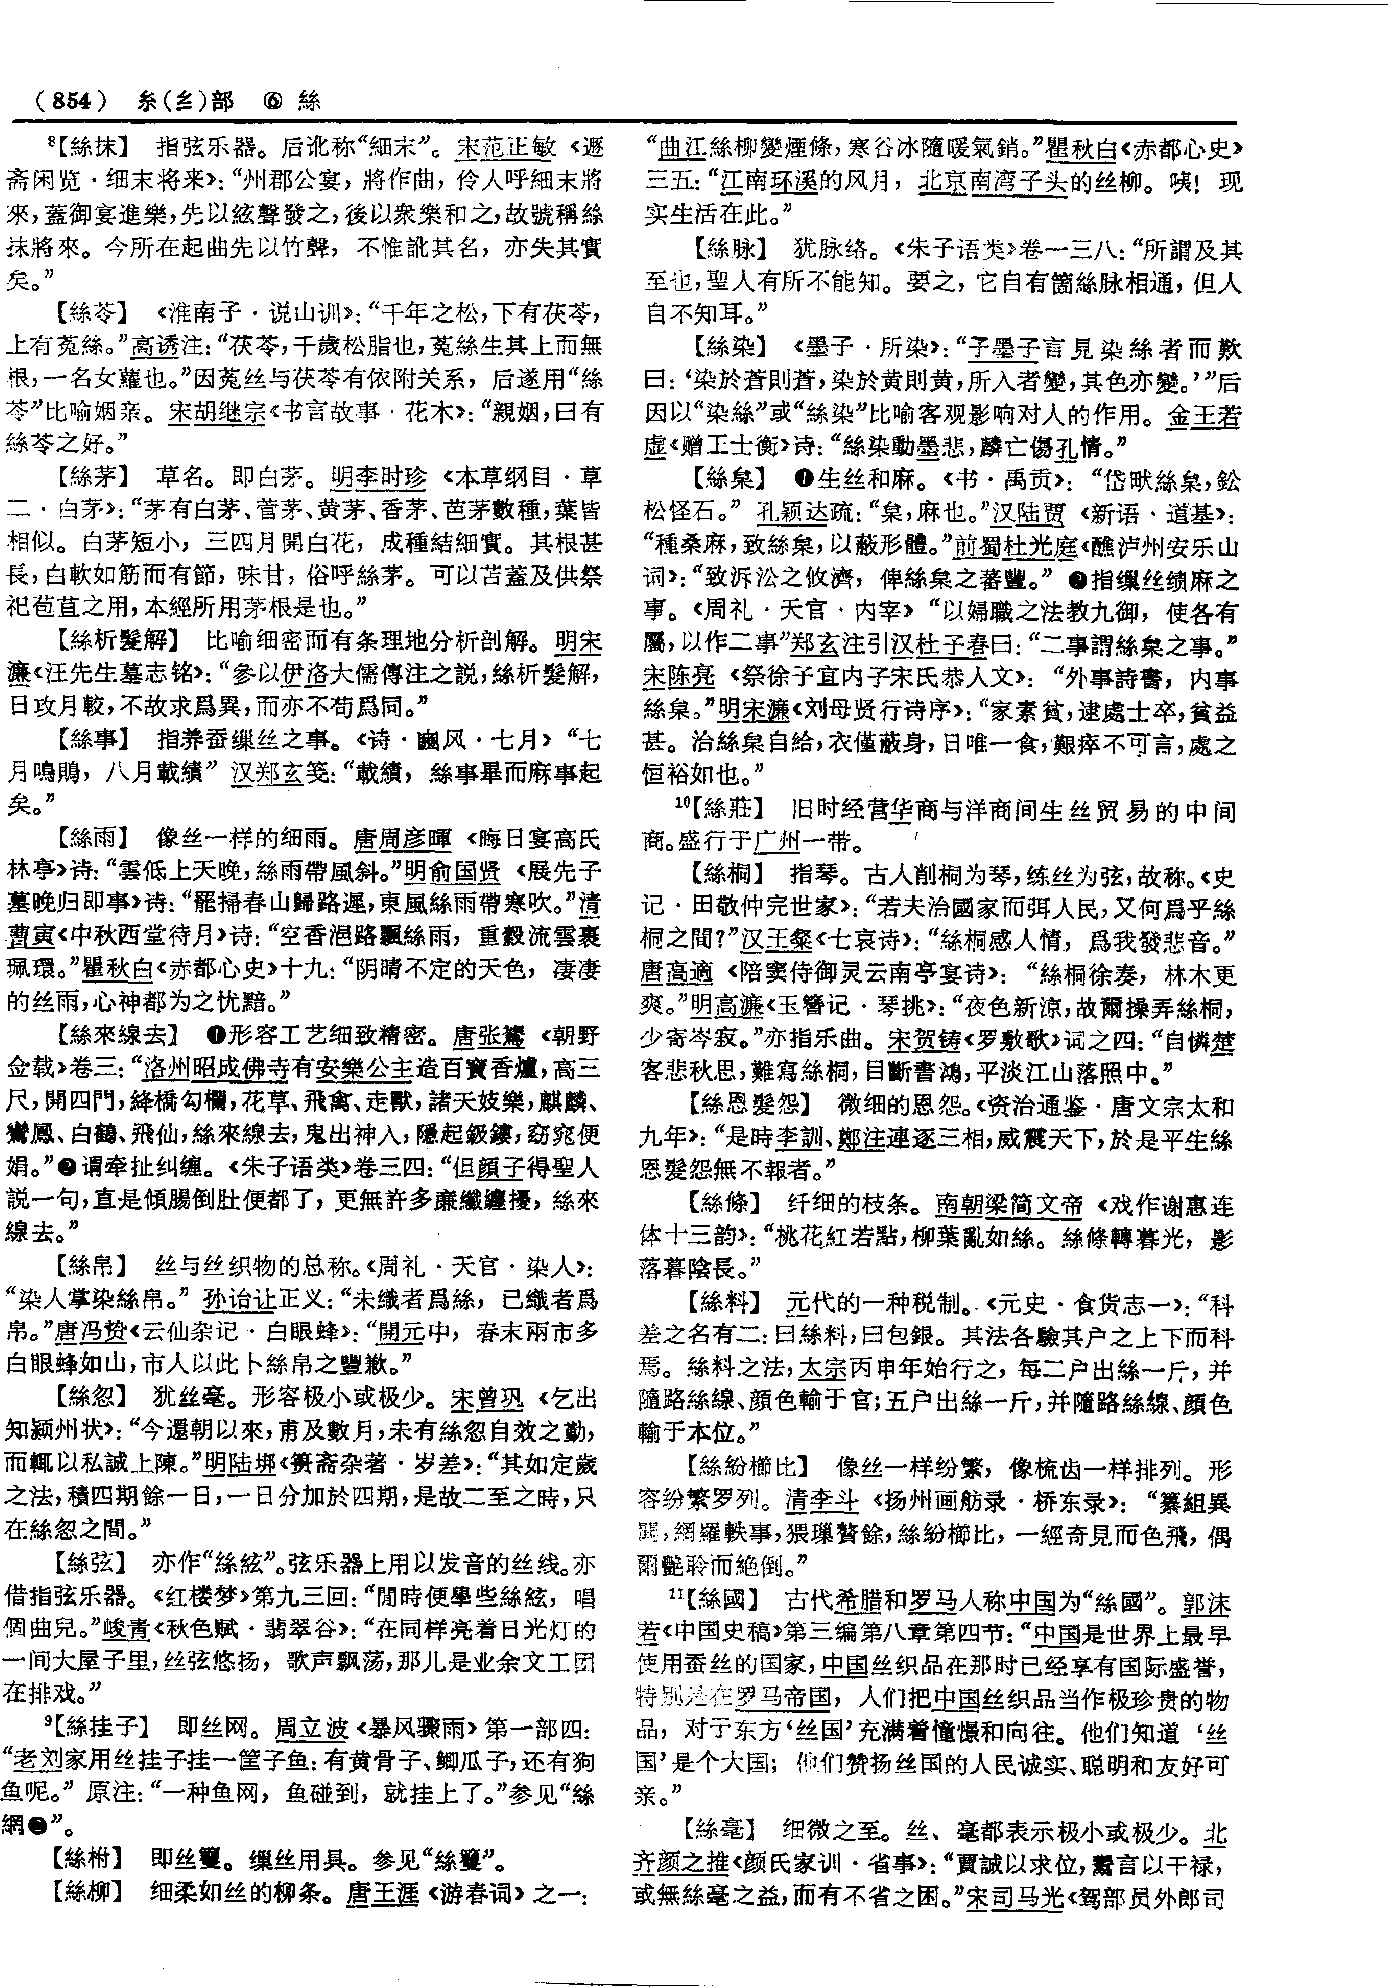 （854） 糸（纟）部 ⑥ 絲
⁸【絲抹】 指弦乐器。后讹称“細末”。宋范正敏《遯
斋闲览·细末将来》：“州郡公宴，將作曲，伶人呼細末將
來，蓋御宴進樂，先以絃聲發之，後以衆樂和之，故號稱絲
抹將來。今所在起曲先以竹聲，不惟訛其名，亦失其實
矣。”
【絲苓】 《淮南子·说山训》：“千年之松，下有茯苓，
上有菟絲。”高诱注：“茯苓，千歲松脂也，菟絲生其上而無
根，一名女蘿也。”因菟丝与茯苓有依附关系，后遂用“絲
苓”比喻姻亲。宋胡继宗《书言故事·花木》：“親姻，曰有
絲苓之好。”
【絲茅】 草名。即白茅。明李时珍《本草纲目·草
二·白茅》：“茅有白茅、菅茅、黄茅、香茅、芭茅數種，葉皆
相似。白茅短小，三四月開白花，成穗結細實。其根甚
長，白軟如筋而有節，味甘，俗呼絲茅。可以苫蓋及供祭
祀苞苴之用，本經所用茅根是也。”
【絲析髮解】 比喻细密而有条理地分析剖解。明宋
濂《汪先生墓志铭》：“參以伊洛大儒傳注之説，絲析髮解，
日攻月較，不故求爲異，而亦不苟爲同。”
【絲事】 指养蚕缫丝之事。《诗·豳风·七月》“七
月鳴鵙，八月載績”汉郑玄笺：“載績，絲事畢而麻事起
矣。”
【絲雨】 像丝一样的细雨。唐周彦暉《晦日宴高氏
林亭》诗：“雲低上天晚，絲雨帶風斜。”明俞国贤《展先子
墓晚归即事》诗：“罷掃春山歸路遲，東風絲雨帶寒吹。”清
曹寅《中秋西堂待月》诗：“空香浥路飄絲雨，重縠流雲裹
珮環。”瞿秋白《赤都心史》十九：“阴晴不定的天色，凄凄
的丝雨，心神都为之忧黯。”
【絲來線去】 ❶形容工艺细致精密。唐张鷟《朝野
佥载》卷三：“洛州昭成佛寺有安樂公主造百寶香爐，高三
尺，開四門，絳橋勾欄，花草、飛禽、走獸，諸天妓樂，麒麟、
鸞鳳、白鶴、飛仙，絲來線去，鬼出神入，隱起鈒鏤，窈窕便
娟。”❷谓牵扯纠缠。《朱子语类》卷三四：“但顔子得聖人
説一句，直是傾腸倒肚便都了，更無許多廉纖纏擾，絲來
線去。”
【絲帛】 丝与丝织物的总称。《周礼·天官·染人》：
“染人掌染絲帛。”孙诒让正义：“未織者爲絲，已織者爲
帛。”唐冯贽《云仙杂记·白眼蜂》：“開元中，春末兩市多
白眼蜂如山，市人以此卜絲帛之豐歉。”
【絲忽】 犹丝毫。形容极小或极少。宋曾巩《乞出
知颍州状》：“今還朝以來，甫及數月，未有絲忽自效之勤，
而輒以私誠上陳。”明陆垹《篑斋杂著·岁差》：“其如定歲
之法，積四期餘一日，一日分加於四期，是故二至之時，只
在絲忽之間。”
【絲弦】 亦作“絲絃”。弦乐器上用以发音的丝线。亦
借指弦乐器。《红楼梦》第九三回：“閒時便學些絲絃，唱
個曲兒。”峻青《秋色赋·翡翠谷》：“在同样亮着日光灯的
一间大屋子里，丝弦悠扬，歌声飘荡，那儿是业余文工团
在排戏。”
⁹【絲挂子】 即丝网。周立波《暴风骤雨》第一部四：
“老刘家用丝挂子挂一筐子鱼：有黄骨子、鲫瓜子，还有狗
鱼呢。”原注：“一种鱼网，鱼碰到，就挂上了。”参见“絲
網❷”。
【絲柎】 即丝籰。缫丝用具。参见“絲籰”。
【絲柳】 细柔如丝的柳条。唐王涯《游春词》之一：
“曲江絲柳變煙條，寒谷冰隨暖氣銷。”瞿秋白《赤都心史》
三五：“江南环溪的风月，北京南湾子头的丝柳。咦！现
实生活在此。”
【絲脉】 犹脉络。《朱子语类》卷一三八：“所謂及其
至也，聖人有所不能知。要之，它自有箇絲脉相通，但人
自不知耳。”
【絲染】 《墨子·所染》：“子墨子言見染絲者而歎
曰：‘染於蒼則蒼，染於黄則黄，所入者變，其色亦變。’”后
因以“染絲”或“絲染”比喻客观影响对人的作用。金王若
虚《赠王士衡》诗：“絲染動墨悲，麟亡傷孔情。”
【絲枲】 ❶生丝和麻。《书·禹贡》：“岱畎絲枲，鈆
松怪石。”孔颖达疏：“枲，麻也。”汉陆贾《新语·道基》：
“種桑麻，致絲枲，以蔽形體。”前蜀杜光庭《醮泸州安乐山
词》：“致泝沿之攸濟，俾絲枲之蕃豐。”❷指缫丝绩麻之
事。《周礼·天官·内宰》“以婦職之法教九御，使各有
屬，以作二事”郑玄注引汉杜子春曰：“二事謂絲枲之事。”
宋陈亮《祭徐子宜内子宋氏恭人文》：“外事詩書，内事
絲枲。”明宋濂《刘母贤行诗序》：“家素貧，逮處士卒，貧益
甚。治絲枲自給，衣僅蔽身，日唯一食，艱瘁不可言，處之
恒裕如也。”
¹⁰【絲莊】 旧时经营华商与洋商间生丝贸易的中间
商。盛行于广州一带。
【絲桐】 指琴。古人削桐为琴，练丝为弦，故称。《史
记·田敬仲完世家》：“若夫治國家而弭人民，又何爲乎絲
桐之間？”汉王粲《七哀诗》：“絲桐感人情，爲我發悲音。”
唐高適《陪窦侍御灵云南亭宴诗》：“絲桐徐奏，林木更
爽。”明高濂《玉簪记·琴挑》：“夜色新涼，故爾操弄絲桐，
少寄岑寂。”亦指乐曲。宋贺铸《罗敷歌》词之四：“自憐楚
客悲秋思，難寫絲桐，目斷書鴻，平淡江山落照中。”
【絲恩髮怨】 微细的恩怨。《资治通鉴·唐文宗太和
九年》：“是時李訓、鄭注連逐三相，威震天下，於是平生絲
恩髮怨無不報者。”
【絲條】 纤细的枝条。南朝梁简文帝《戏作谢惠连
体十三韵》：“桃花紅若點，柳葉亂如絲。絲條轉暮光，影
落暮陰長。”
【絲料】 元代的一种税制。《元史·食货志一》：“科
差之名有二：曰絲料，曰包銀。其法各驗其户之上下而科
焉。絲料之法，太宗丙申年始行之，每二户出絲一斤，并
隨路絲線、顔色輸于官；五户出絲一斤，并隨路絲線、顔色
輸于本位。”
【絲紛櫛比】 像丝一样纷繁，像梳齿一样排列。形
容纷繁罗列。清李斗《扬州画舫录·桥东录》：“纂組異
聞，網羅軼事，猥璅贅餘，絲紛櫛比，一經奇見而色飛，偶
爾豔聆而絶倒。”
¹¹【絲國】 古代希腊和罗马人称中国为“絲國”。郭沫
若《中国史稿》第三编第八章第四节：“中国是世界上最早
使用蚕丝的国家，中国丝织品在那时已经享有国际盛誉，
特别是在罗马帝国，人们把中国丝织品当作极珍贵的物
品，对于东方‘丝国’充满着憧憬和向往。他们知道‘丝
国’是个大国；他们赞扬丝国的人民诚实、聪明和友好可
亲。”
【絲毫】 细微之至。丝、毫都表示极小或极少。北
齐颜之推《颜氏家训·省事》：“賈誠以求位，鬻言以干禄，
或無絲毫之益，而有不省之困。”宋司马光《驾部员外郎司